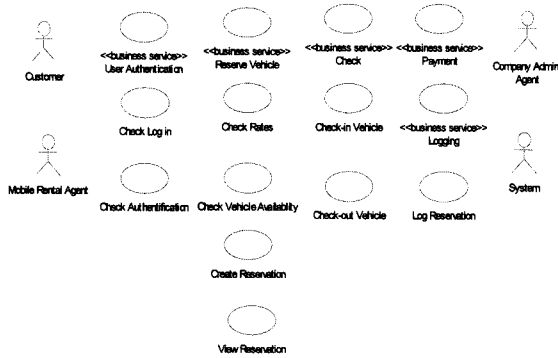 Customer
<<business service>>
User Authentication
<<business service>>
Reserve Vehicle
<<business service>>
Check
<<business service>>
Payment
Company Admin
Agent
Check Log in
Check Rates
Check-in Vehicle
<<business service>>
Logging
Mobile Rental Agent
System
Check Authentification
Check Vehicle Availablity
Check-out Vehicle
Log Reservation
Create Reservation
View Reservation